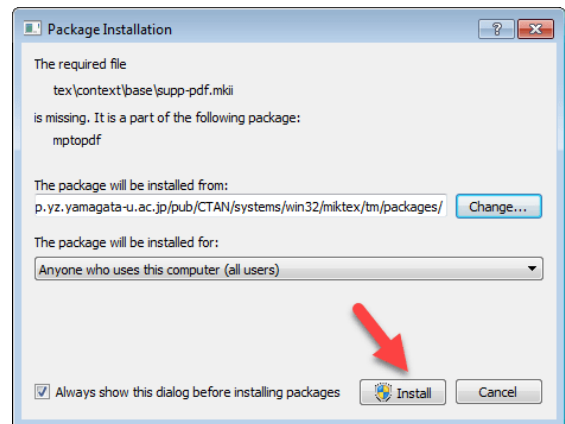 Package Installation
The required file
tex\context\base\supp-pdf.mkii
is missing. It is a part of the following package:
mptopdf
The package will be installed from:
p.yz.yamagata-u.ac.jp/pub/CTAN/systems/win32/miktex/tm/packages/ Change...
The package will be installed for:
Anyone who uses this computer (all users)
Always show this dialog before installing packages Install Cancel